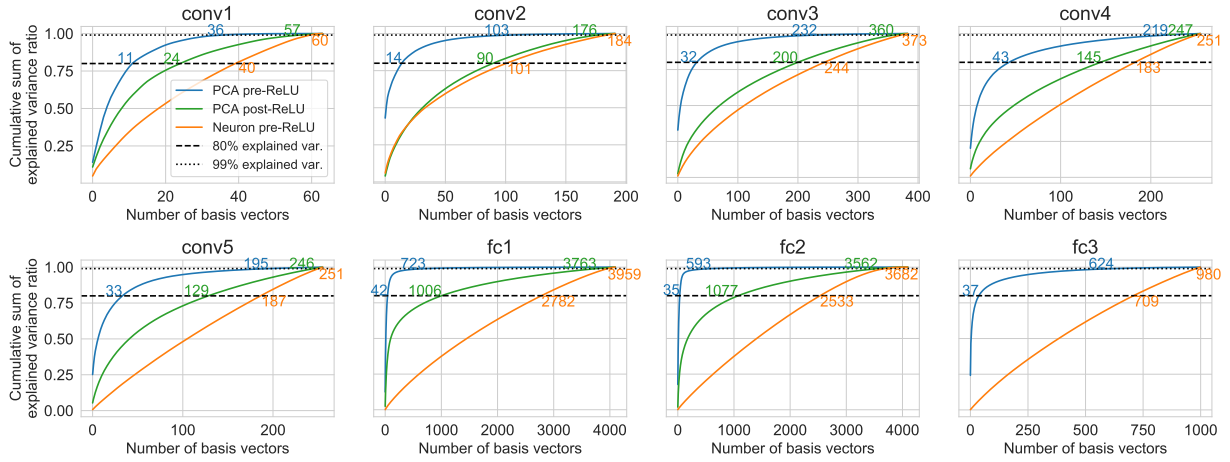 conv1
conv2
conv3
conv4
Cumulative sum of
explained variance ratio
1.00
0.75
0.50
0.25
11
36
24
57
40
60
PCA pre-ReLU
PCA post-ReLU
Neuron pre-ReLU
80% explained var.
99% explained var.
14
103
90
176
101
184
32
232
200
360
244
373
43
219
145
247
183
251
0 20 40 60
0 50 100 150 200
0 100 200 300 400
0 100 200
Number of basis vectors
Number of basis vectors
Number of basis vectors
Number of basis vectors
conv5
fc1
fc2
fc3
Cumulative sum of
explained variance ratio
1.00
0.75
0.50
0.25
0.00
33
195
129
246
187
251
42
723
1006
3763
2782
3959
35
593
1077
3562
2533
3682
37
624
709
980
0 100 200
0 1000 2000 3000 4000
0 1000 2000 3000 4000
0 250 500 750 1000
Number of basis vectors
Number of basis vectors
Number of basis vectors
Number of basis vectors